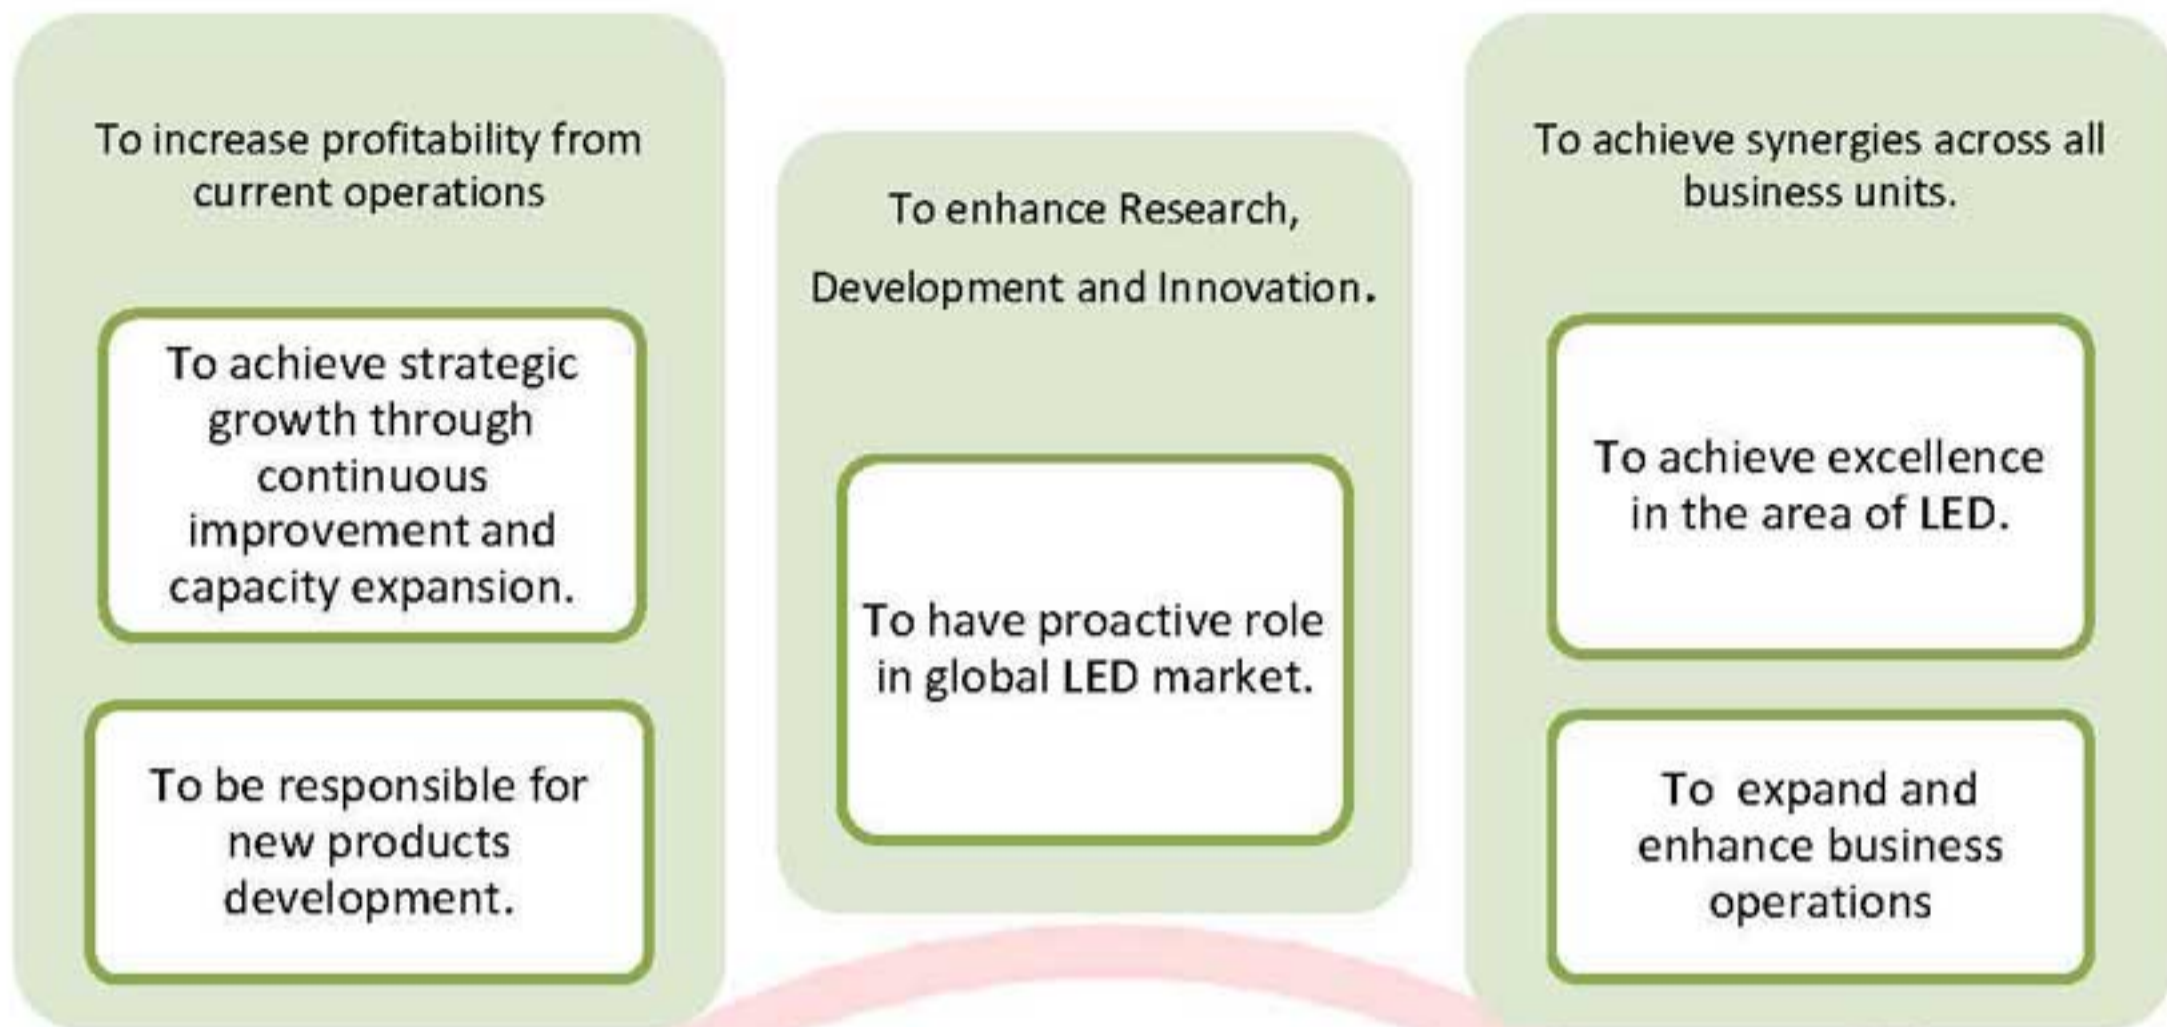 To increase profitability from
current operations
To achieve strategic
growth through
continuous
improvement and
capacity expansion.
To be responsible for
new products
development.
To enhance Research,
Development and Innovation.
To have proactive role
in global LED market.
To achieve synergies across all
business units.
To achieve excellence
in the area of LED.
To expand and
enhance business
operations